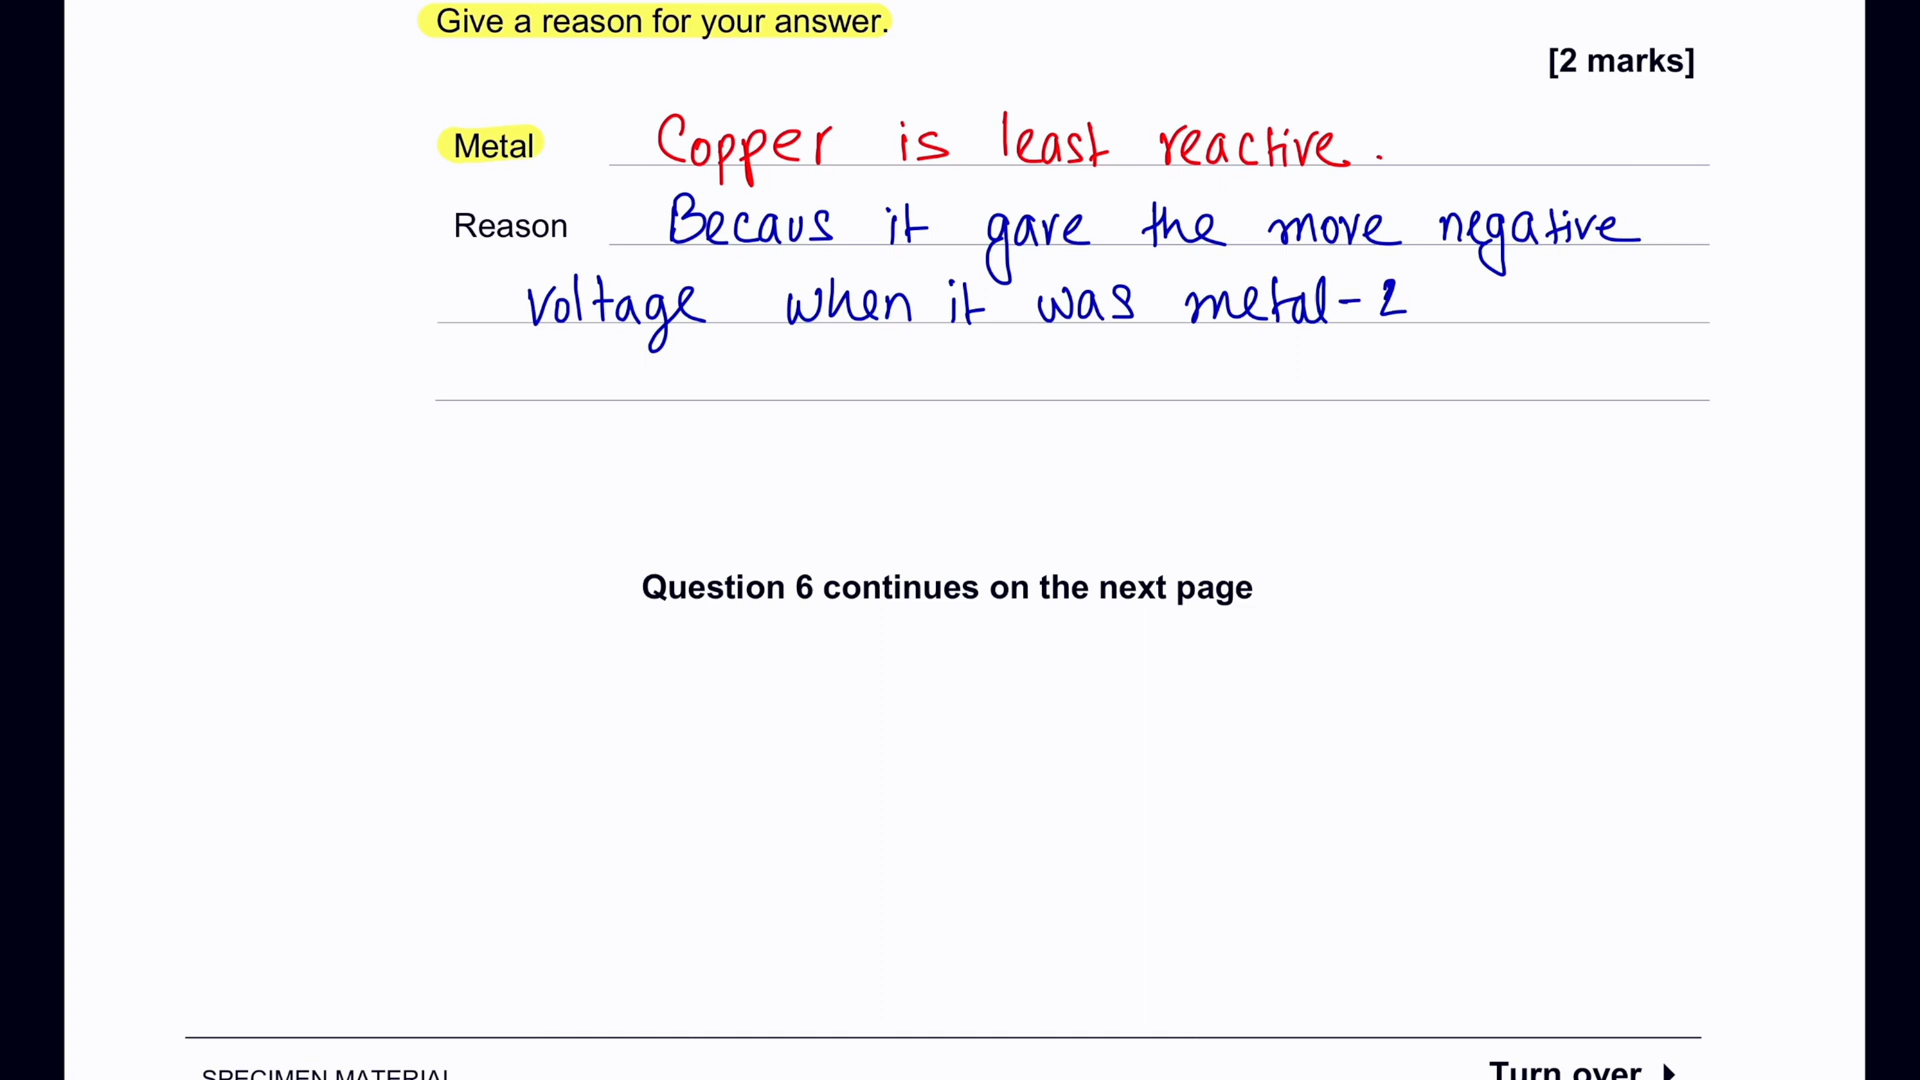 Give a reason for your answer.
[2 marks]
Metal Copper is least reactive.
Reason Becaus it gave the more negative
voltage when it was metal-2
Question 6 continues on the next page
SPECIMEN MATERIAL
Turn over